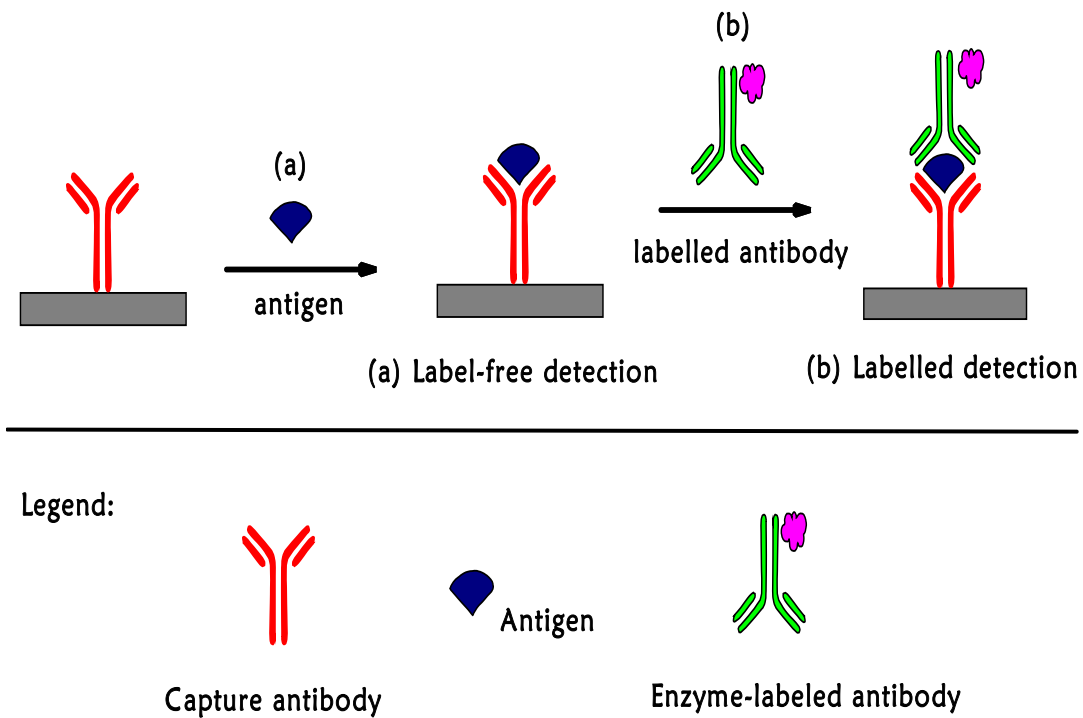 (b)
(a)
antigen
labelled antibody
(a) Label-free detection
(b) Labelled detection
Legend:
Antigen
Capture antibody
Enzyme-labeled antibody